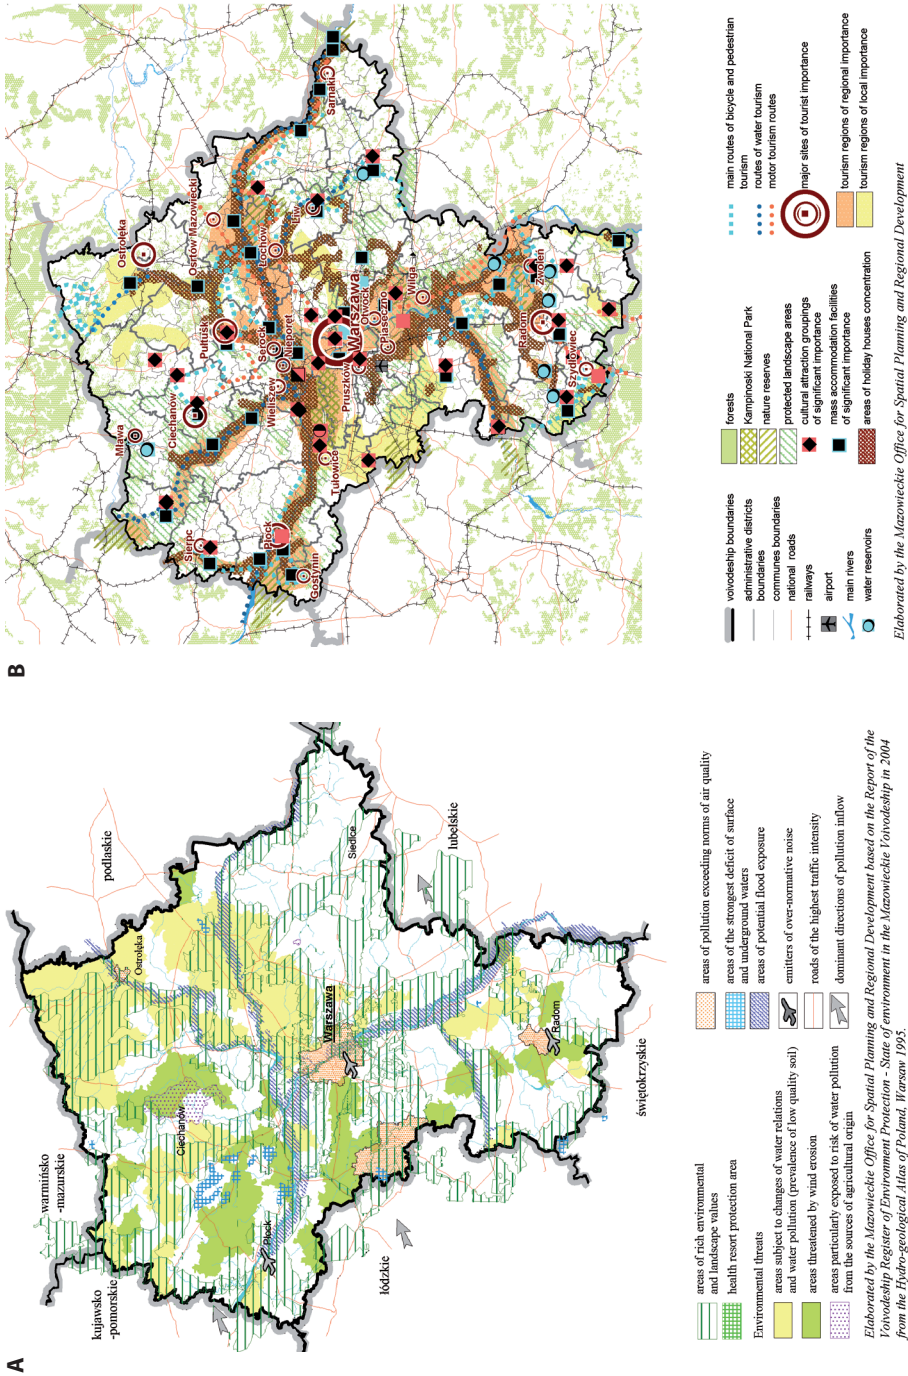 A
warmińsko
-mazurskie
kujawsko
-pomorskie
podlaskie
Ostrołęka
Ciechanów
Płock
Warszawa
Siedlce
łódzkie
lubelskie
Radom
świętokrzyskie
areas of rich environmental
and landscape values
health resort protection area
Environmental threats
areas subject to changes of water relations
and water pollution (prevalence of low quality soil)
areas threatened by wind erosion
areas particularly exposed to risk of water pollution
from the sources of agricultural origin
areas of pollution exceeding norms of air quality
areas of the strongest deficit of surface
and underground waters
areas of potential flood exposure
emitters of over-normative noise
roads of the highest traffic intensity
dominant directions of pollution inflow
Elaborated by the Mazowieckie Office for Spatial Planning and Regional Development based on the Report of the
Voivodeship Register of Environment Protection - State of environment in the Mazowieckie Voivodeship in 2004
from the Hydro-geological Atlas of Poland, Warsaw 1995.
B
Mława
Ostrołęka
Ciechanów
Pułtusk
Ostrów Mazowiecki
Sierpc
Serock
Nieporęt
Łochow
Wieliszew
Płock
Gostynin
Tułowice
Warszawa
Pruszków
Otwock
Piaseczno
Liw
Sarnaki
Wilga
Radom
Zwoleń
Szydłowiec
voivodeship boundaries
administrative districts
boundaries
communes boundaries
national roads
railways
airport
main rivers
water reservoirs
forests
Kampinoski National Park
nature reserves
protected landscape areas
cultural attraction groupings
of significant importance
mass accommodation facilities
of significant importance
areas of holiday houses concentration
main routes of bicycle and pedestrian
tourism
routes of water tourism
motor tourism routes
major sites of tourist importance
tourism regions of regional importance
tourism regions of local importance
Elaborated by the Mazowieckie Office for Spatial Planning and Regional Development